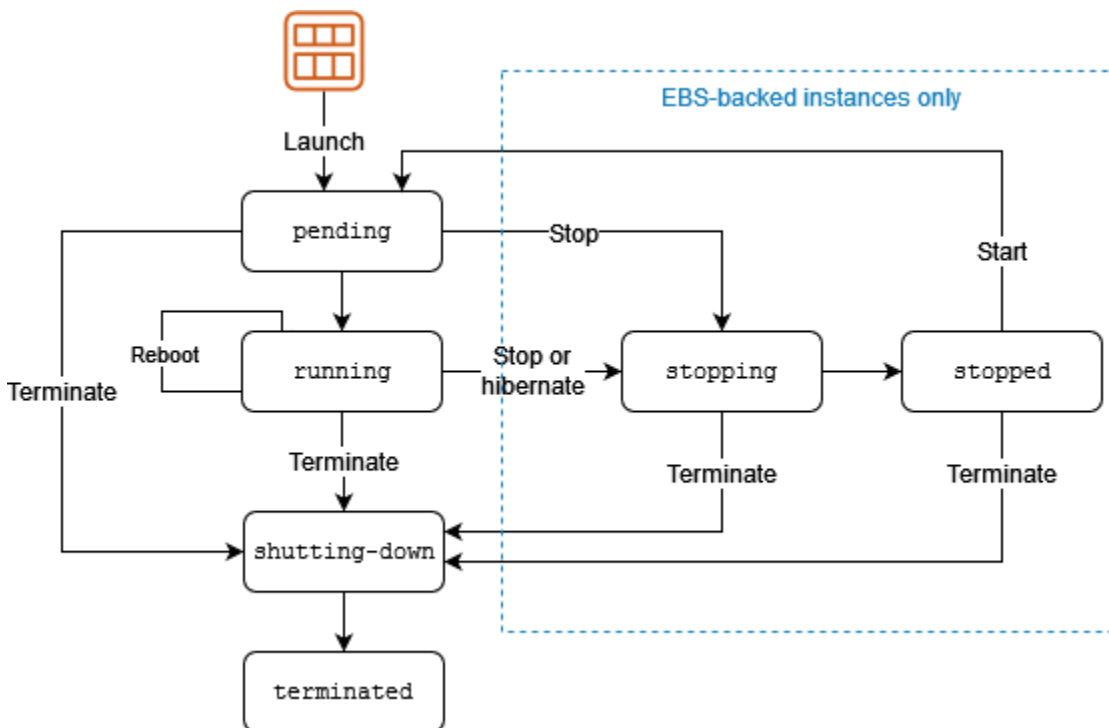 EBS-backed instances only
Launch
pending
Stop
Start
Reboot
running
Stop or
hibernate
stopping
stopped
Terminate
Terminate
Terminate
Terminate
shutting-down
terminated